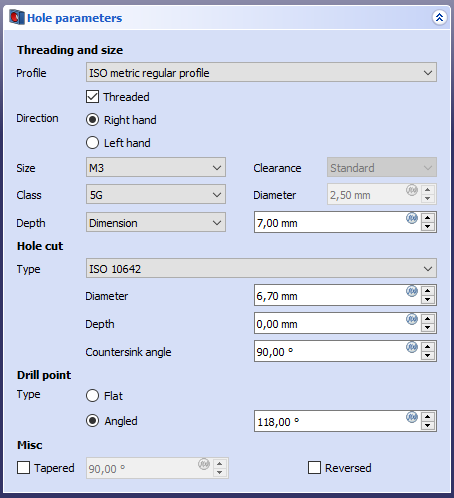 Hole parameters
Threading and size
Profile ISO metric regular profile
Threaded
Direction Right hand
Left hand
Size M3 Clearance Standard
Class 5G Diameter 2,50 mm
Depth Dimension 7,00 mm
Hole cut
Type ISO 10642
Diameter 6,70 mm
Depth 0,00 mm
Countersink angle 90,00 °
Drill point
Type Flat
Angled 118,00 °
Misc
Tapered 90,00 ° Reversed